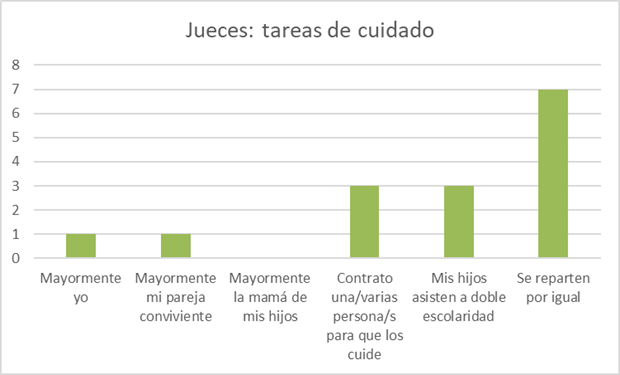 Jueces: tareas de cuidado
8
7
6
5
4
3
2
1
0
Mayormente
yo
Mayormente
mi pareja
conviviente
Mayormente
la mamá de
mis hijos
Contrato
una/varias
persona/s
para que los
cuide
Mis hijos
asisten a doble
escolaridad
Se reparten
por igual